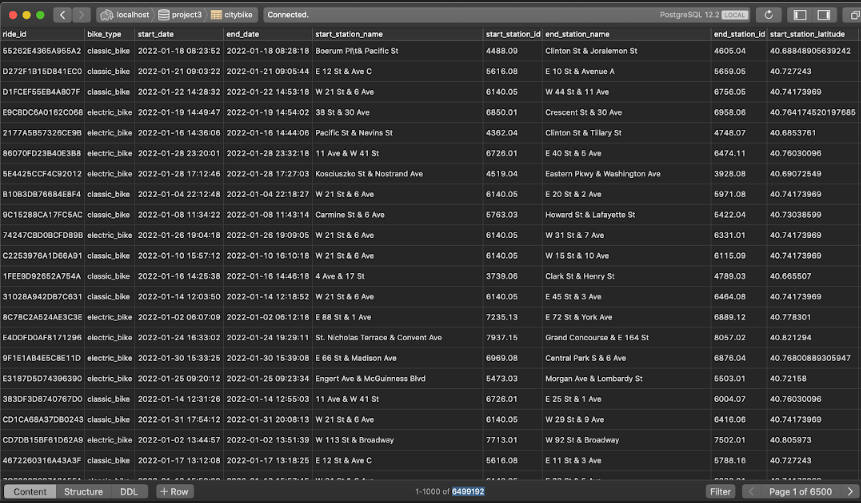 localhost project3 citybike Connected. PostgreSQL 12.2 LOCAL
ride_id bike_type start_date end_date start_station_name start_station_id end_station_name end_station_id start_station_latitude
55262E4365A955A2 classic_bike 2022-01-18 08:23:52 2022-01-18 08:28:18 Boerum Pl\t& Pacific St 4488.09 Clinton St & Joralemon St 4605.04 40.68848905639242
D272F1B15D841EC0 classic_bike 2022-01-21 09:03:22 2022-01-21 09:05:44 E 12 St & Ave C 5616.08 E 10 St & Avenue A 5659.05 40.727243
D1FCEF55EB4A807F classic_bike 2022-01-22 14:28:32 2022-01-22 14:53:18 W 21 St & 6 Ave 6140.05 W 44 St & 11 Ave 6756.05 40.74173969
E9CBDC6A0162C068 electric_bike 2022-01-19 14:49:47 2022-01-19 14:54:02 38 St & 30 Ave 6850.01 Crescent St & 30 Ave 6958.06 40.764174520197685
2177A5B57326CE9B electric_bike 2022-01-16 14:36:06 2022-01-16 14:44:06 Pacific St & Nevins St 4362.04 Clinton St & Tillary St 4748.07 40.6853761
86070FD23B40E3B8 electric_bike 2022-01-28 23:20:01 2022-01-28 23:32:18 11 Ave & W 41 St 6726.01 E 40 St & 5 Ave 6474.11 40.76030096
5E4425CCF4C92012 electric_bike 2022-01-28 17:12:46 2022-01-28 17:27:03 Kosciuszko St & Nostrand Ave 4519.04 Eastern Pkwy & Washington Ave 3928.08 40.69072549
B10B3DB76684E8F4 classic_bike 2022-01-04 22:12:48 2022-01-04 22:18:27 W 21 St & 6 Ave 6140.05 E 20 St & 2 Ave 5971.08 40.74173969
9C15288CA17FC5AC classic_bike 2022-01-08 11:34:22 2022-01-08 11:43:14 Carmine St & 6 Ave 5763.03 Howard St & Lafayette St 5422.04 40.73038599
74247CBD0BCFD89B electric_bike 2022-01-26 19:04:18 2022-01-26 19:09:05 W 21 St & 6 Ave 6140.05 W 31 St & 7 Ave 6331.01 40.74173969
C2253976A1D66A91 classic_bike 2022-01-10 15:57:12 2022-01-10 16:10:18 W 21 St & 6 Ave 6140.05 W 15 St & 10 Ave 6115.09 40.74173969
1FEE9D92652A754A classic_bike 2022-01-16 14:25:38 2022-01-16 14:46:18 4 Ave & 17 St 3739.06 Clark St & Henry St 4789.03 40.665507
31028A942DB7C631 classic_bike 2022-01-14 12:03:50 2022-01-14 12:18:52 W 21 St & 6 Ave 6140.05 E 45 St & 3 Ave 6464.08 40.74173969
8C78C2A524AE3C3E electric_bike 2022-01-02 06:07:09 2022-01-02 06:12:18 E 88 St & 1 Ave 7235.13 E 72 St & York Ave 6889.12 40.778301
E4DDFD0AF8171296 electric_bike 2022-01-24 16:33:02 2022-01-24 19:29:11 St. Nicholas Terrace & Convent Ave 7937.15 Grand Concourse & E 164 St 8057.02 40.821294
9F1E1AB4E5C8E11D electric_bike 2022-01-30 15:33:25 2022-01-30 15:39:08 E 66 St & Madison Ave 6969.08 Central Park S & 6 Ave 6876.04 40.76800889305947
E3187D5D74396390 electric_bike 2022-01-25 09:20:12 2022-01-25 09:23:34 Engert Ave & McGuinness Blvd 5473.03 Morgan Ave & Lombardy St 5503.01 40.72158
383DF3D8740767D0 classic_bike 2022-01-14 12:31:26 2022-01-14 12:55:03 11 Ave & W 41 St 6726.01 E 25 St & 1 Ave 6004.07 40.76030096
CD1CA68A37DB0243 classic_bike 2022-01-31 17:54:12 2022-01-31 20:08:13 W 21 St & 6 Ave 6140.05 W 29 St & 9 Ave 6416.06 40.74173969
CD7DB15BF61D62A9 electric_bike 2022-01-02 13:44:57 2022-01-02 13:51:39 W 113 St & Broadway 7713.01 W 92 St & Broadway 7502.01 40.805973
4672260316A43A3F classic_bike 2022-01-17 13:12:08 2022-01-17 13:18:25 E 12 St & Ave C 5616.08 E 11 St & 3 Ave 5788.16 40.727243
Content Structure DDL + Row 1-1000 of 6499192 Filter Page 1 of 6500